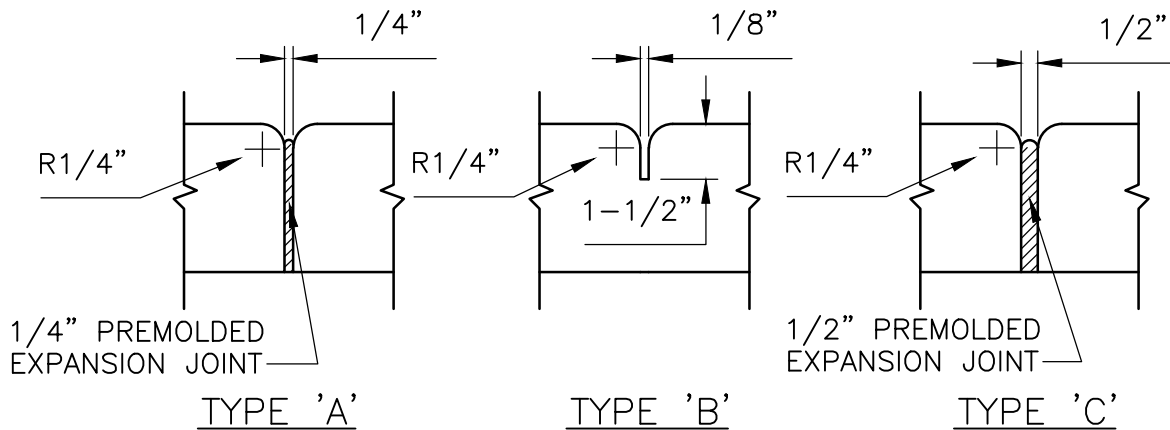 1/4”
R1/4”
1/4” PREMOLDED
EXPANSION JOINT
TYPE ’A’
1/8”
R1/4”
1–1/2”
TYPE ’B’
1/2”
R1/4”
1/2” PREMOLDED
EXPANSION JOINT
TYPE ’C’